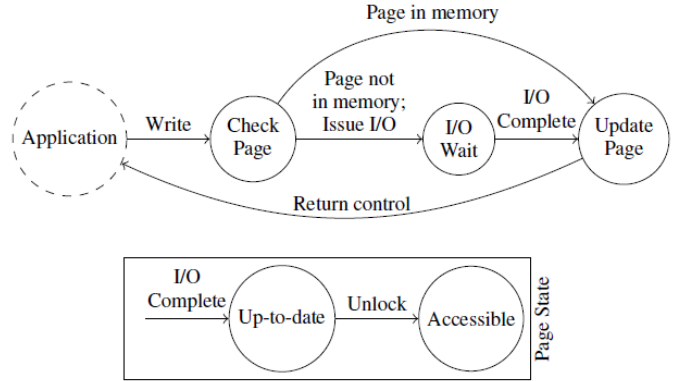 Page in memory
Page not
in memory;
Issue I/O
I/O
Complete
Application
Write
Check
Page
I/O
Wait
Update
Page
Return control
I/O
Complete
Up-to-date
Unlock
Accessible
Page State